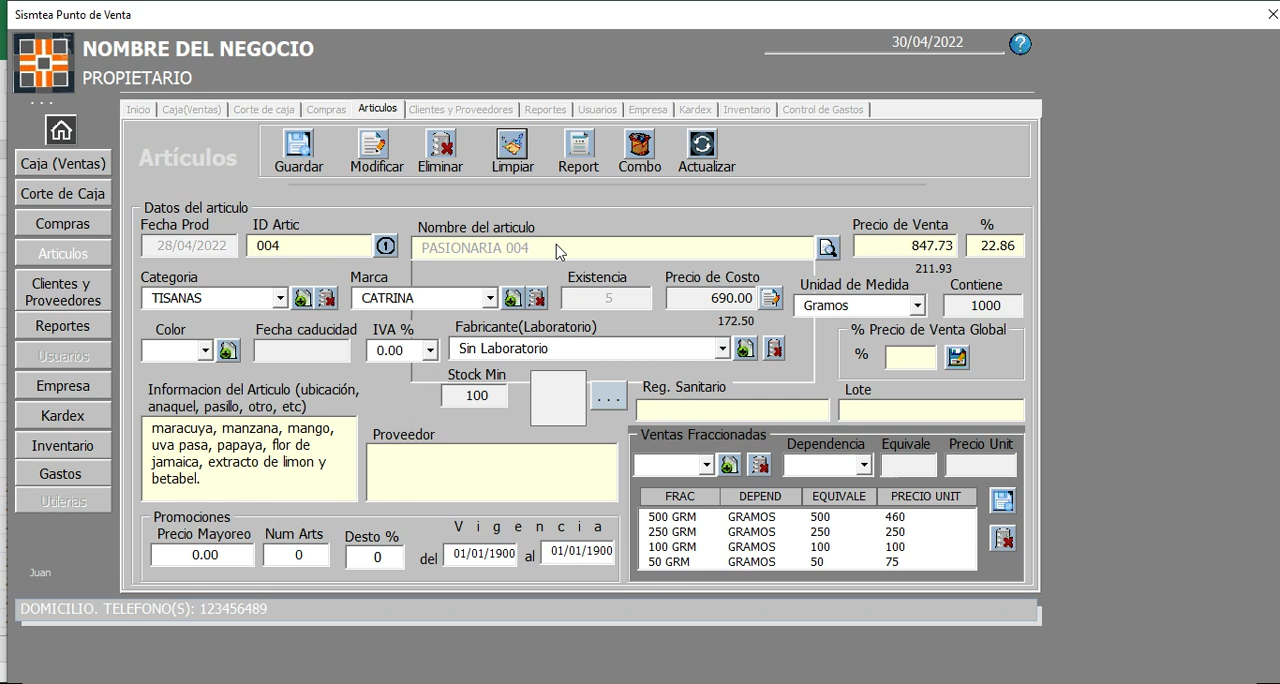 Sismtea Punto de Venta
NOMBRE DEL NEGOCIO
PROPIETARIO
30/04/2022
?
. . .
Inicio Caja(Ventas) Corte de caja Compras Articulos Clientes y Proveedores Reportes Usuarios Empresa Kardex Inventario Control de Gastos
Caja (Ventas)
Corte de Caja
Compras
Articulos
Clientes y
Proveedores
Reportes
Usuarios
Empresa
Kardex
Inventario
Gastos
Utilerias
Juan
Artículos
Guardar Modificar Eliminar Limpiar Report Combo Actualizar
Datos del articulo
Fecha Prod ID Artic Nombre del articulo Precio de Venta %
28/04/2022 004 1 PASIONARIA 004 847.73 22.86
211.93
Categoria Marca Existencia Precio de Costo Unidad de Medida Contiene
TISANAS CATRINA 5 690.00 Gramos 1000
172.50
Color Fecha caducidad IVA % Fabricante(Laboratorio) % Precio de Venta Global
0.00 Sin Laboratorio %
Informacion del Articulo (ubicación,
anaquel, pasillo, otro, etc)
Stock Min
100
. . .
Reg. Sanitario Lote
maracuya, manzana, mango,
uva pasa, papaya, flor de
jamaica, extracto de limon y
betabel.
Proveedor
Ventas Fraccionadas Dependencia Equivale Precio Unit
FRAC DEPEND EQUIVALE PRECIO UNIT
500 GRM GRAMOS 500 460
250 GRM GRAMOS 250 250
100 GRM GRAMOS 100 100
50 GRM GRAMOS 50 75
Promociones
Precio Mayoreo Num Arts Desto % Vigencia
0.00 0 0 del 01/01/1900 al 01/01/1900
DOMICILIO. TELEFONO(S): 123456489